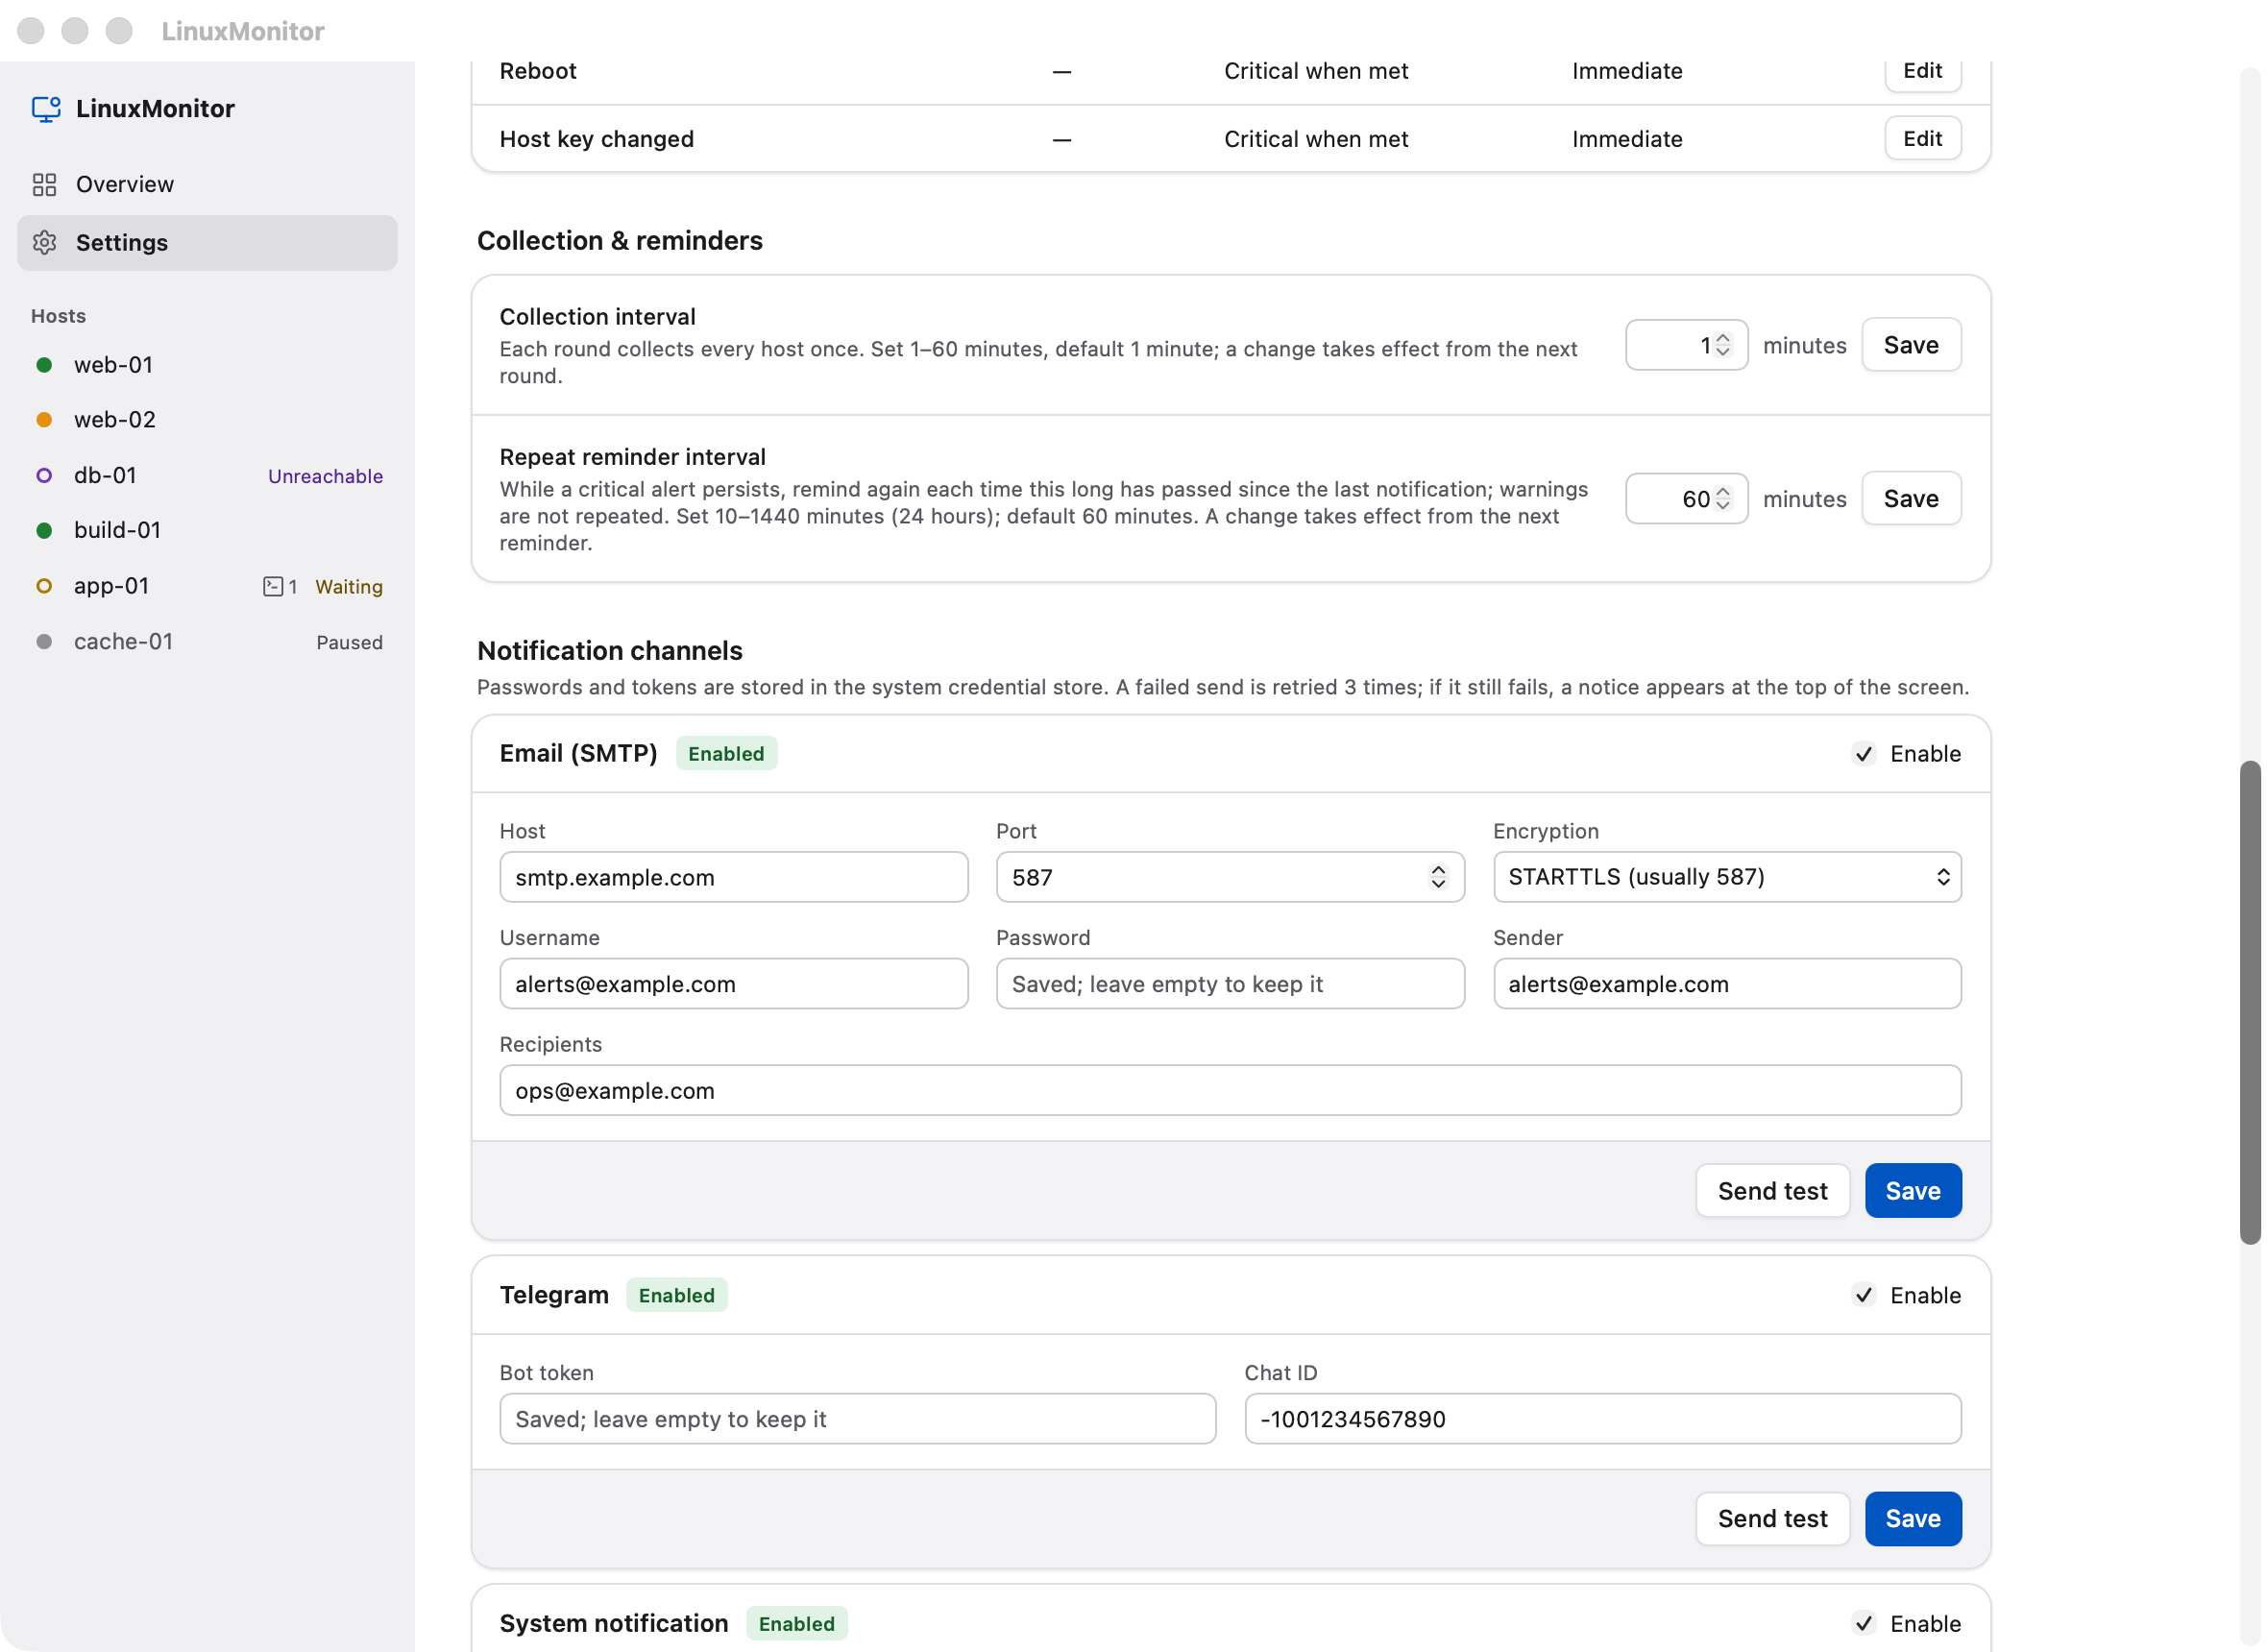 LinuxMonitor
LinuxMonitor
Overview
Settings
Hosts
web-01
web-02
db-01 Unreachable
build-01
app-01 1 Waiting
cache-01 Paused
Reboot — Critical when met Immediate Edit
Host key changed — Critical when met Immediate Edit
Collection & reminders
Collection interval
Each round collects every host once. Set 1–60 minutes, default 1 minute; a change takes effect from the next
round.
1 minutes Save
Repeat reminder interval
While a critical alert persists, remind again each time this long has passed since the last notification; warnings
are not repeated. Set 10–1440 minutes (24 hours); default 60 minutes. A change takes effect from the next
reminder.
60 minutes Save
Notification channels
Passwords and tokens are stored in the system credential store. A failed send is retried 3 times; if it still fails, a notice appears at the top of the screen.
Email (SMTP) Enabled Enable
Host Port Encryption
smtp.example.com 587 STARTTLS (usually 587)
Username Password Sender
alerts@example.com Saved; leave empty to keep it alerts@example.com
Recipients
ops@example.com
Send test Save
Telegram Enabled Enable
Bot token Chat ID
Saved; leave empty to keep it -1001234567890
Send test Save
System notification Enabled Enable